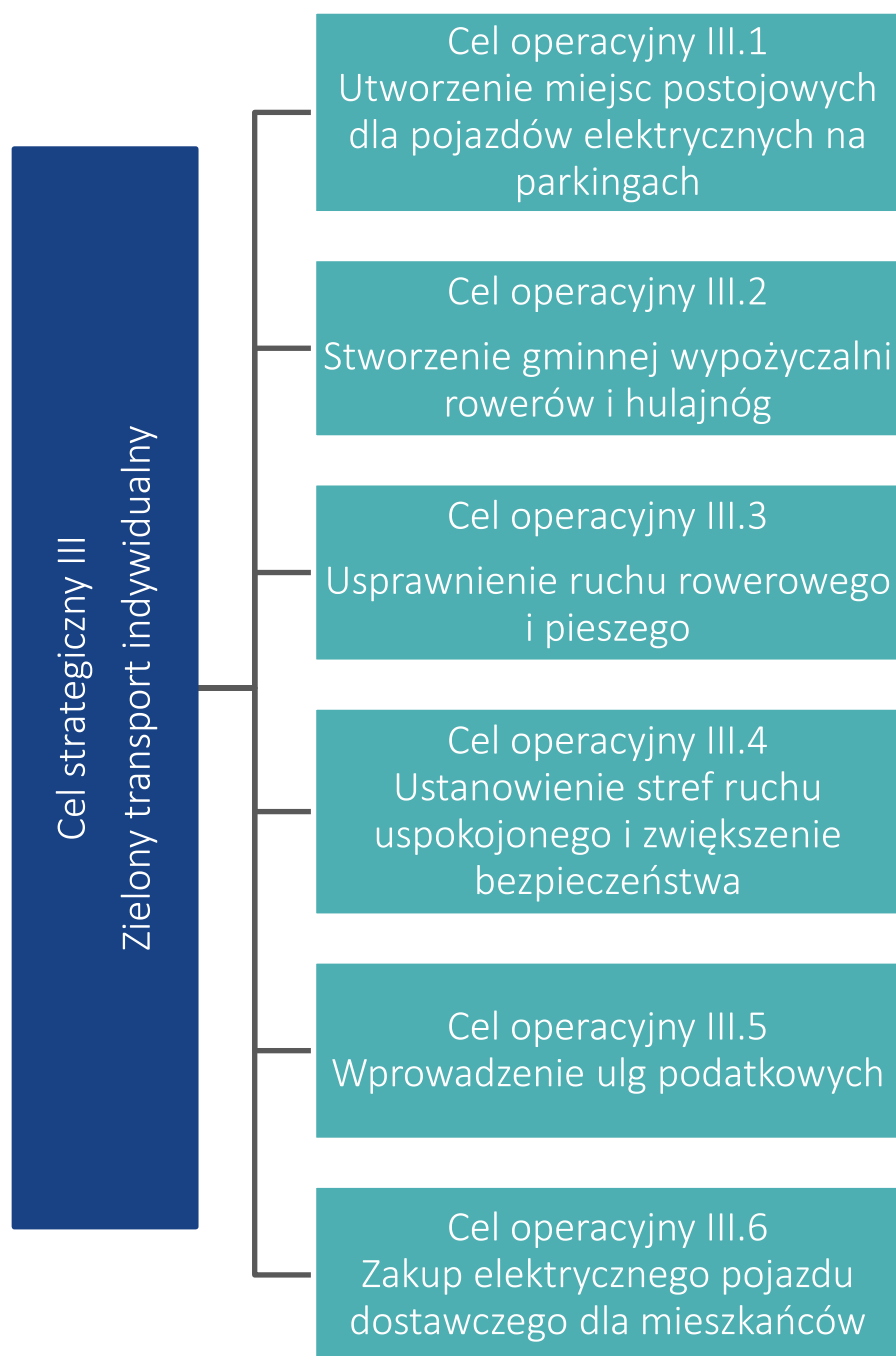 Cel strategiczny III
Zielony transport indywidualny
Cel operacyjny III.1
Utworzenie miejsc postojowych
dla pojazdów elektrycznych na
parkingach
Cel operacyjny III.2
Stworzenie gminnej wypożyczalni
rowerów i hulajnóg
Cel operacyjny III.3
Usprawnienie ruchu rowerowego
i pieszego
Cel operacyjny III.4
Ustanowienie stref ruchu
uspokojonego i zwiększenie
bezpieczeństwa
Cel operacyjny III.5
Wprowadzenie ulg podatkowych
Cel operacyjny III.6
Zakup elektrycznego pojazdu
dostawczego dla mieszkańców